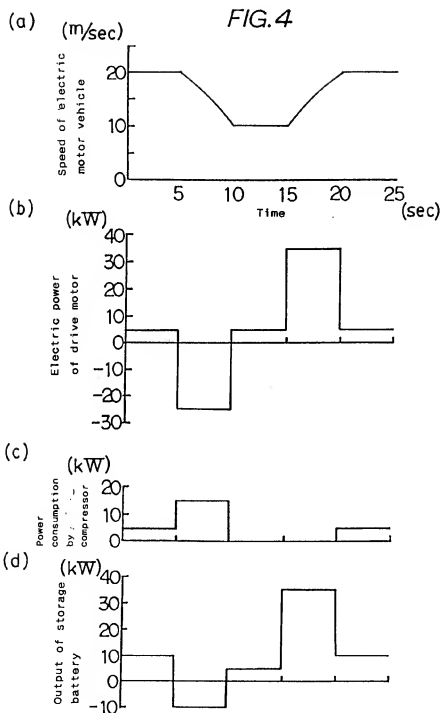 FIG.4
(a) (m/sec)
Speed of electric
motor vehicle
20
10
0
5 10 15 20 25
Time
(sec)
(b)
(kW)
Electric power
of drive motor
40
30
20
10
0
-10
-20
-30
(c)
(kW)
Power
consumption
by
compressor
20
10
0
(d)
(kW)
Output of storage
battery
40
30
20
10
0
-10